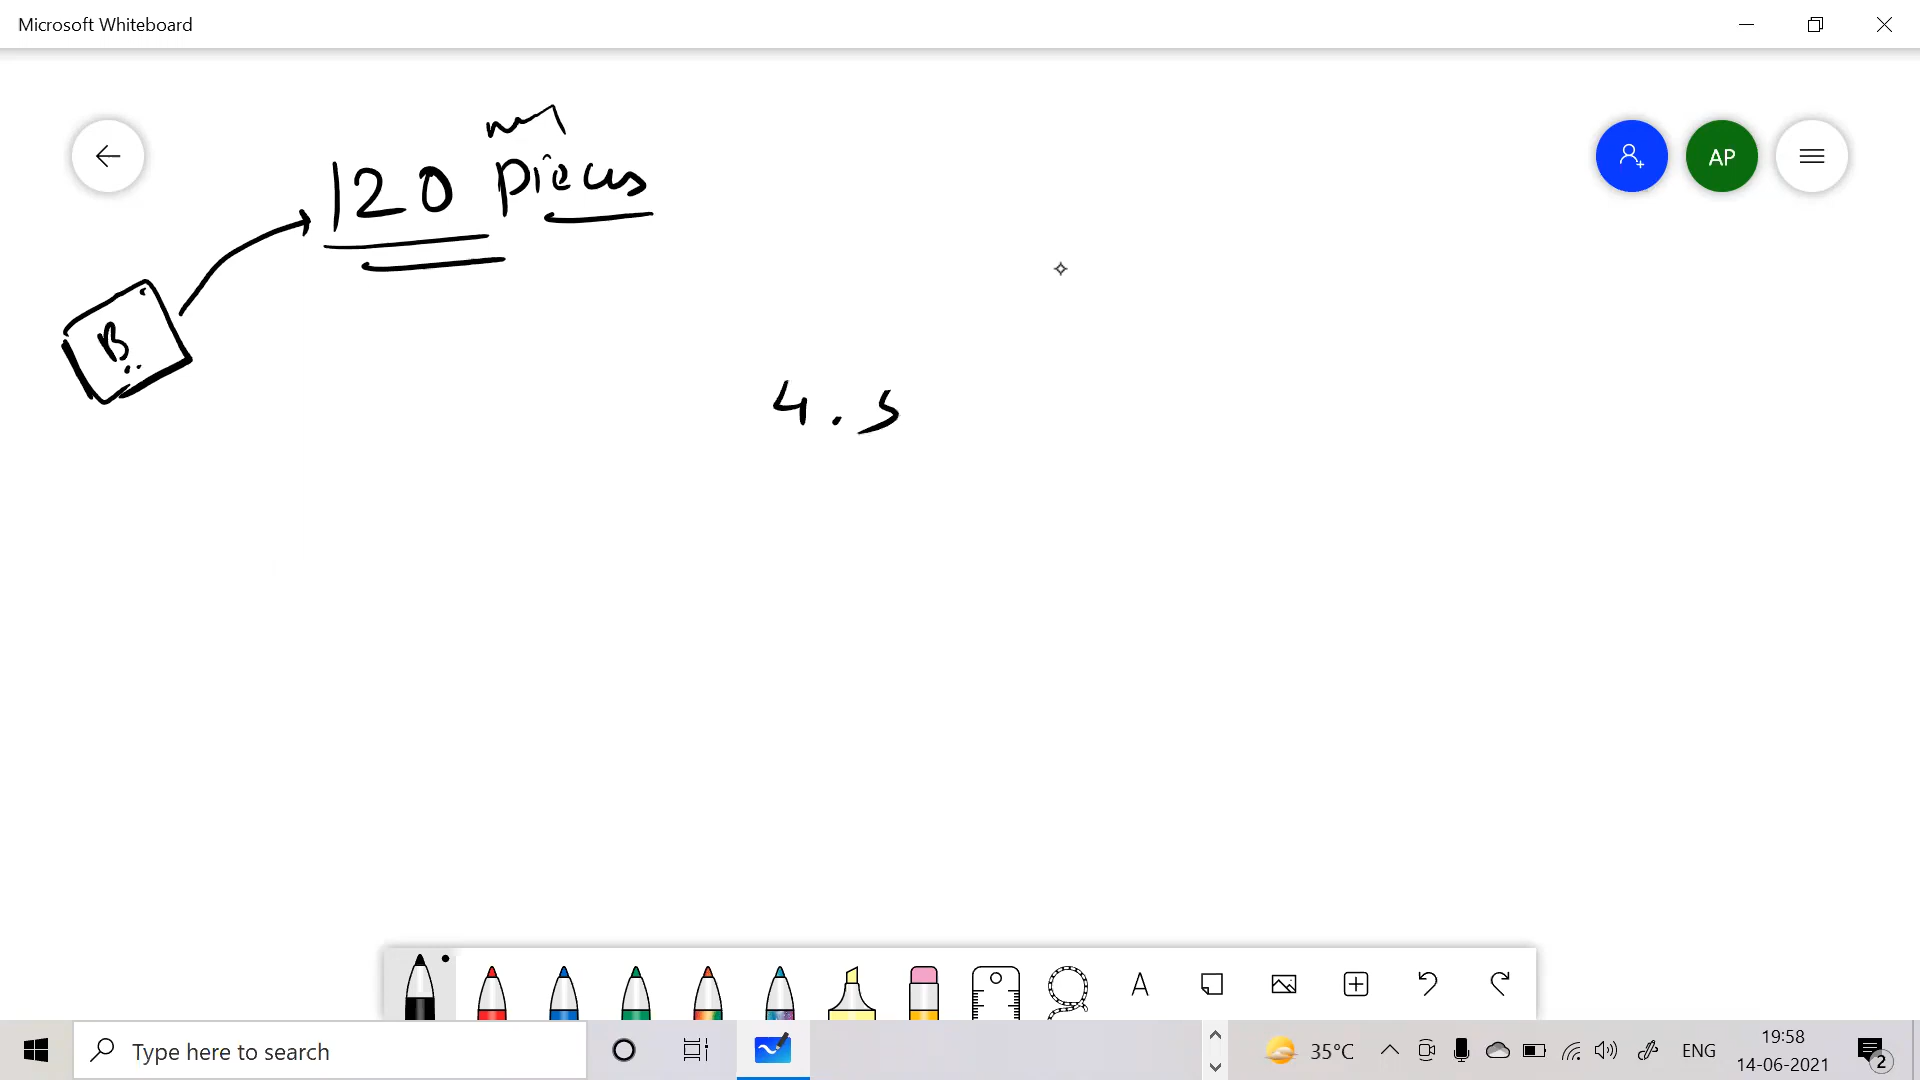 Microsoft Whiteboard
AP
120 Pieces
B
4.5
A
Type here to search
35°C
ENG
19:58
14-06-2021
2